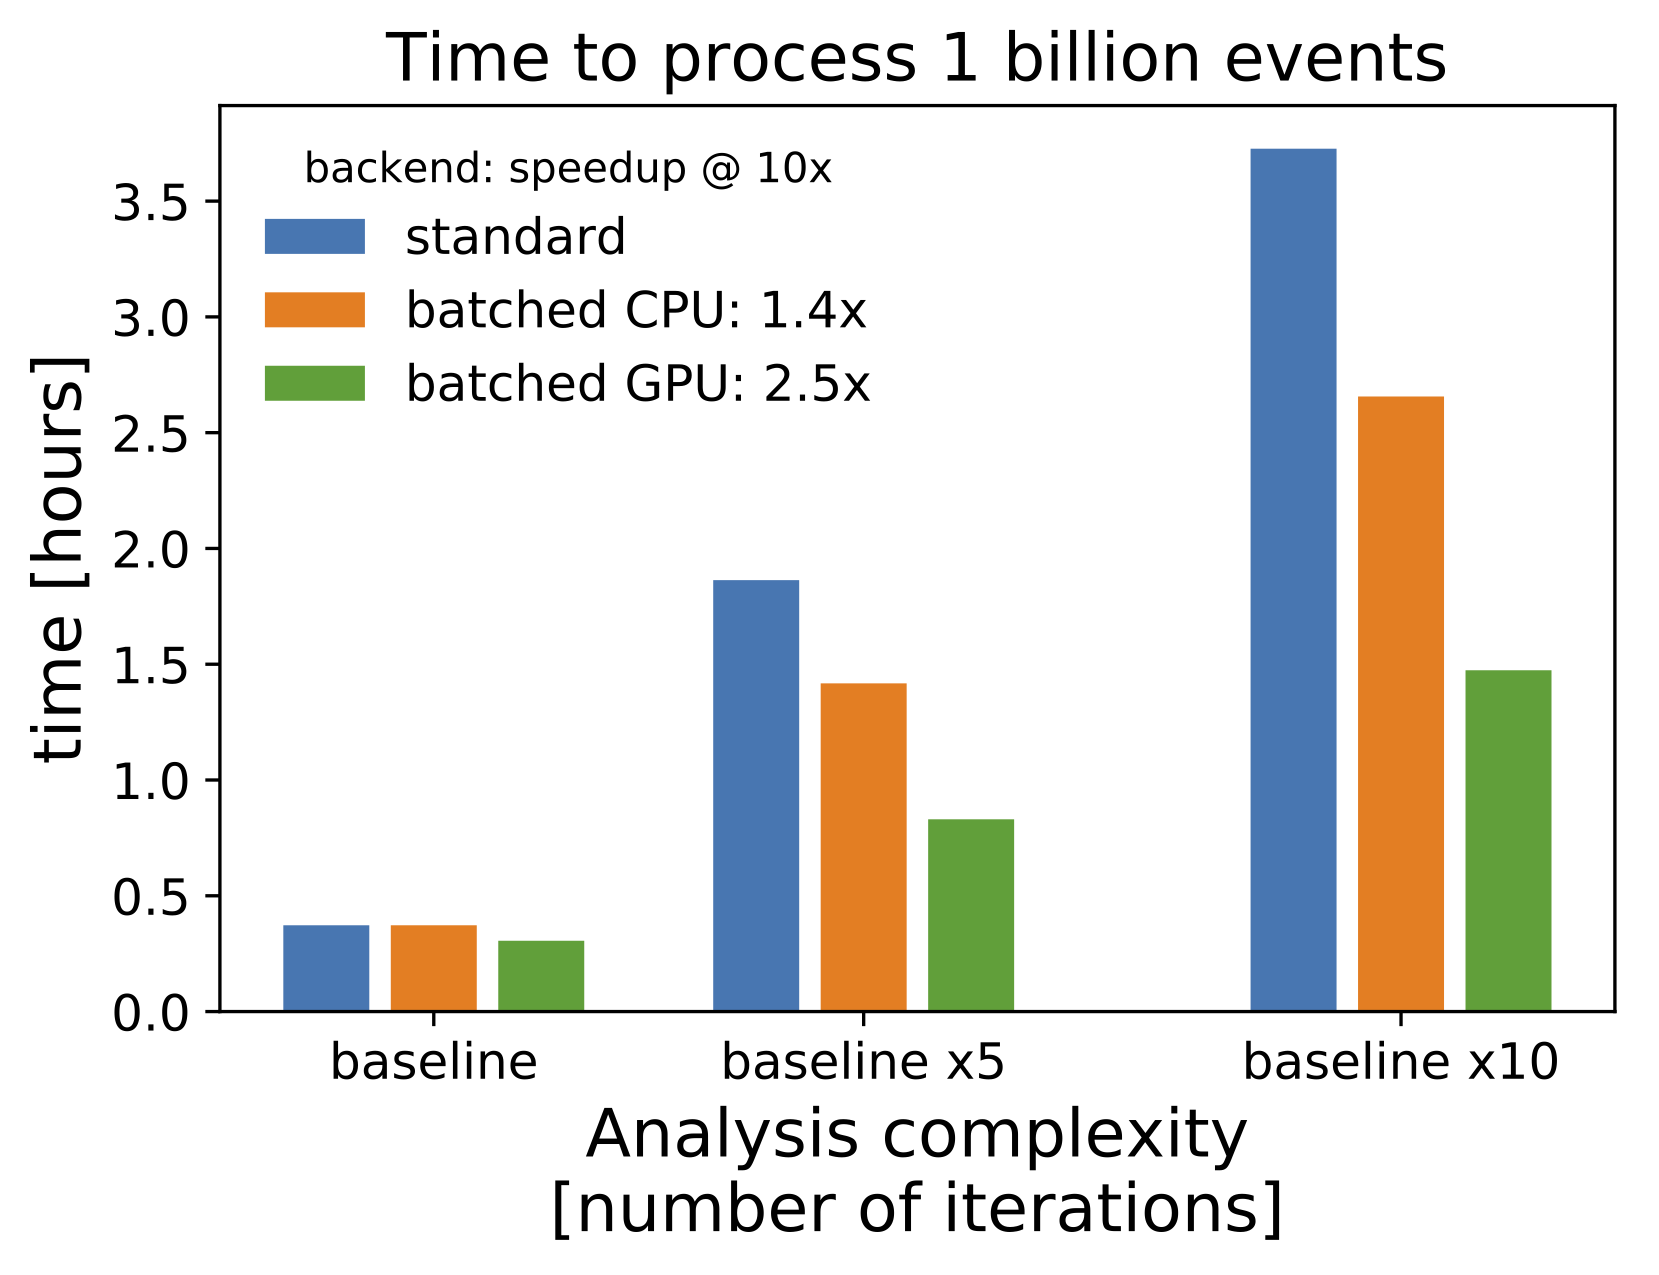 Time to process 1 billion events
backend: speedup @ 10x
standard
batched CPU: 1.4x
batched GPU: 2.5x
time [hours]
3.5
3.0
2.5
2.0
1.5
1.0
0.5
0.0
baseline
baseline x5
baseline x10
Analysis complexity
[number of iterations]